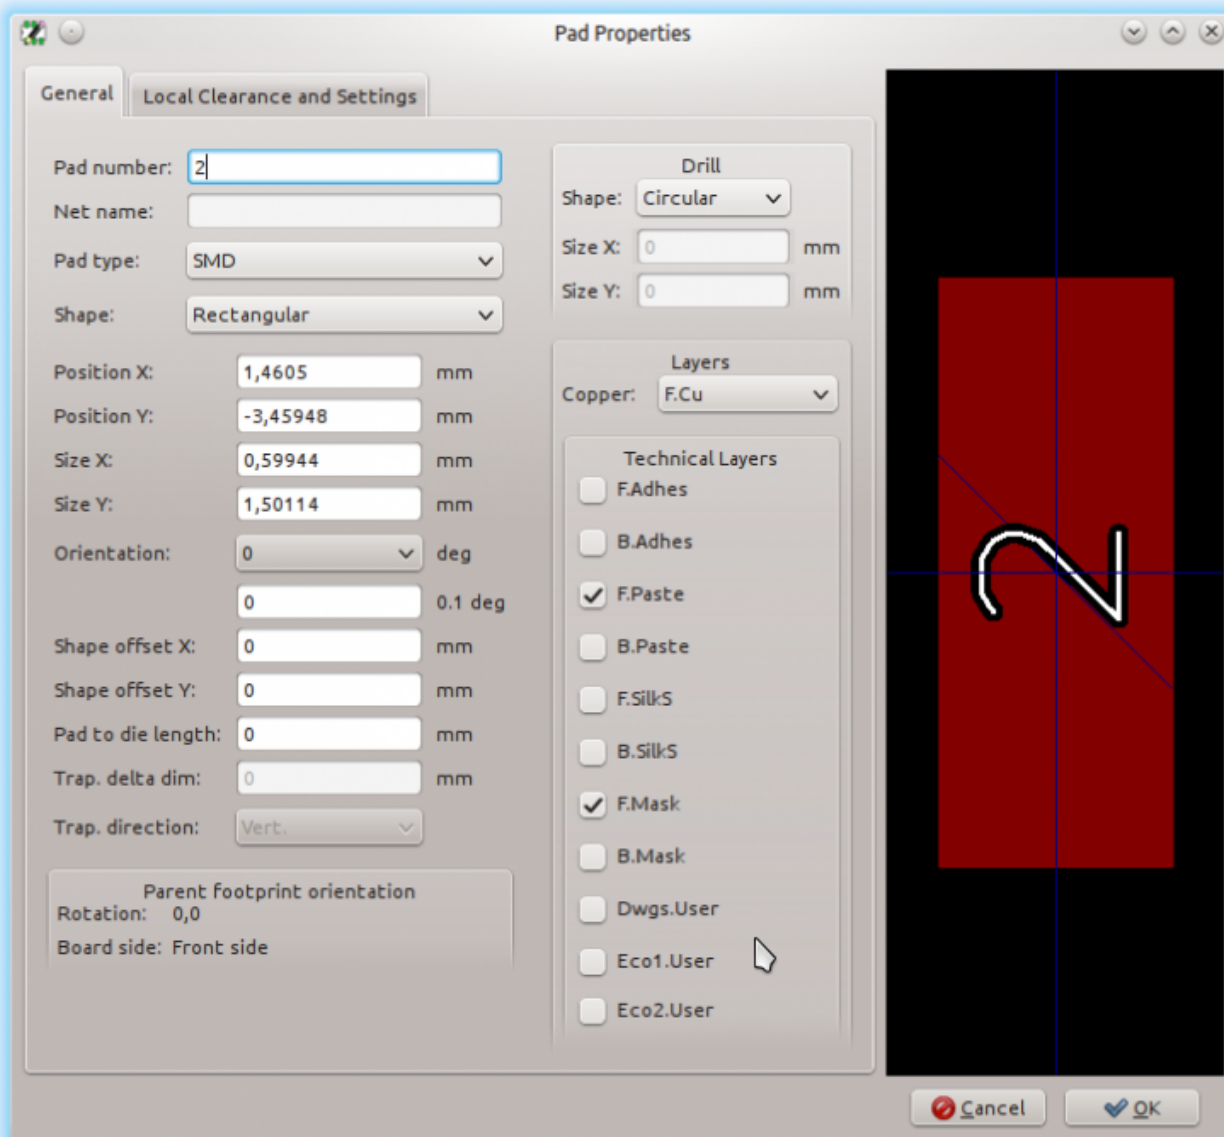 Pad Properties
General
Local Clearance and Settings
Pad number: 2
Net name:
Pad type: SMD
Shape: Rectangular
Position X: 1,4605 mm
Position Y: -3,45948 mm
Size X: 0,59944 mm
Size Y: 1,50114 mm
Orientation: 0 deg
0 0.1 deg
Shape offset X: 0 mm
Shape offset Y: 0 mm
Pad to die length: 0 mm
Trap. delta dim: 0 mm
Trap. direction: Vert.
Parent footprint orientation
Rotation: 0,0
Board side: Front side
Drill
Shape: Circular
Size X: 0 mm
Size Y: 0 mm
Layers
Copper: F.Cu
Technical Layers
F.Adhes
B.Adhes
F.Paste
B.Paste
F.SilkS
B.SilkS
F.Mask
B.Mask
Dwgs.User
Eco1.User
Eco2.User
2
Cancel
OK